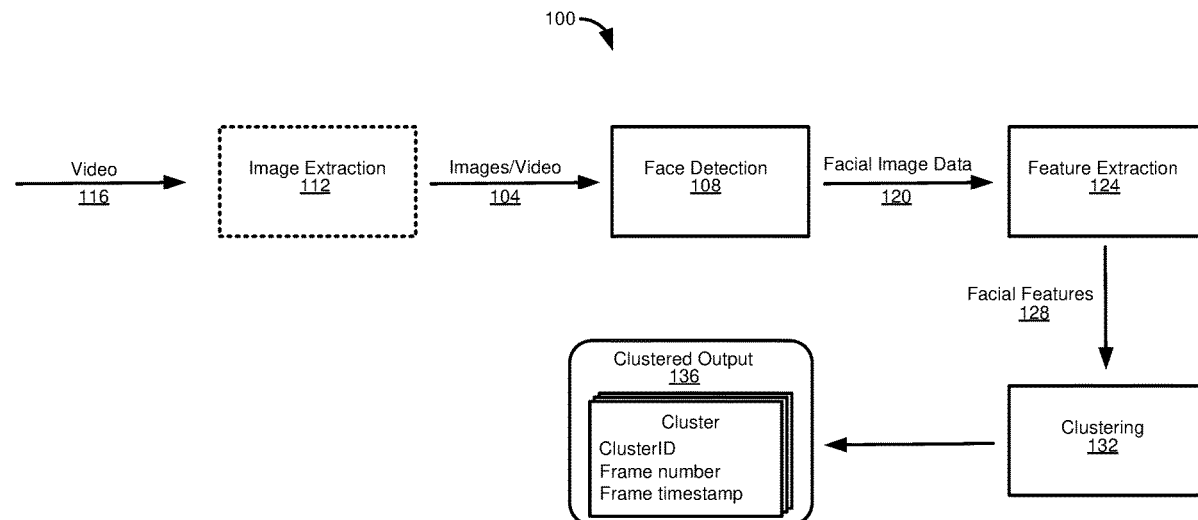 100
Video
116
Image Extraction
112
Images/Video
104
Face Detection
108
Facial Image Data
120
Feature Extraction
124
Facial Features
128
Clustering
132
Clustered Output
136
Cluster
ClusterID
Frame number
Frame timestamp